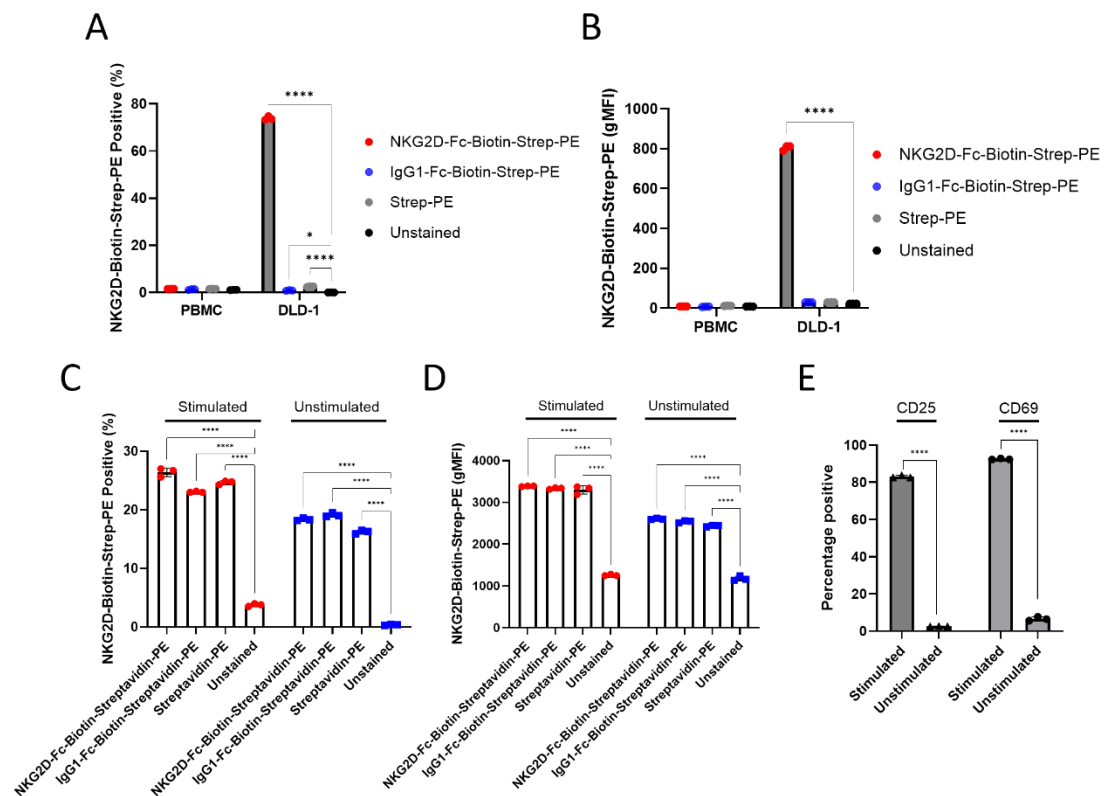 A
NKG2D-Biotin-Strep-PE Positive (%)
80
60
40
20
0
****
*
****
PBMC
DLD-1
NKG2D-Fc-Biotin-Strep-PE
IgG1-Fc-Biotin-Strep-PE
Strep-PE
Unstained
B
NKG2D-Biotin-Strep-PE (gMFI)
1000
800
600
400
200
0
****
PBMC
DLD-1
NKG2D-Fc-Biotin-Strep-PE
IgG1-Fc-Biotin-Strep-PE
Strep-PE
Unstained
C
NKG2D-Biotin-Strep-PE Positive (%)
30
20
10
0
Stimulated
Unstimulated
****
****
****
****
****
****
NKG2D-Fc-Biotin-Streptavidin-PE
IgG1-Fc-Biotin-Streptavidin-PE
Streptavidin-PE
Unstained
NKG2D-Fc-Biotin-Streptavidin-PE
IgG1-Fc-Biotin-Streptavidin-PE
Streptavidin-PE
Unstained
D
NKG2D-Biotin-Strep-PE (gMFI)
4000
3000
2000
1000
0
Stimulated
Unstimulated
****
****
****
****
****
****
NKG2D-Fc-Biotin-Streptavidin-PE
IgG1-Fc-Biotin-Streptavidin-PE
Streptavidin-PE
Unstained
NKG2D-Fc-Biotin-Streptavidin-PE
IgG1-Fc-Biotin-Streptavidin-PE
Streptavidin-PE
Unstained
E
Percentage positive
100
80
60
40
20
0
CD25
CD69
****
****
Stimulated
Unstimulated
Stimulated
Unstimulated